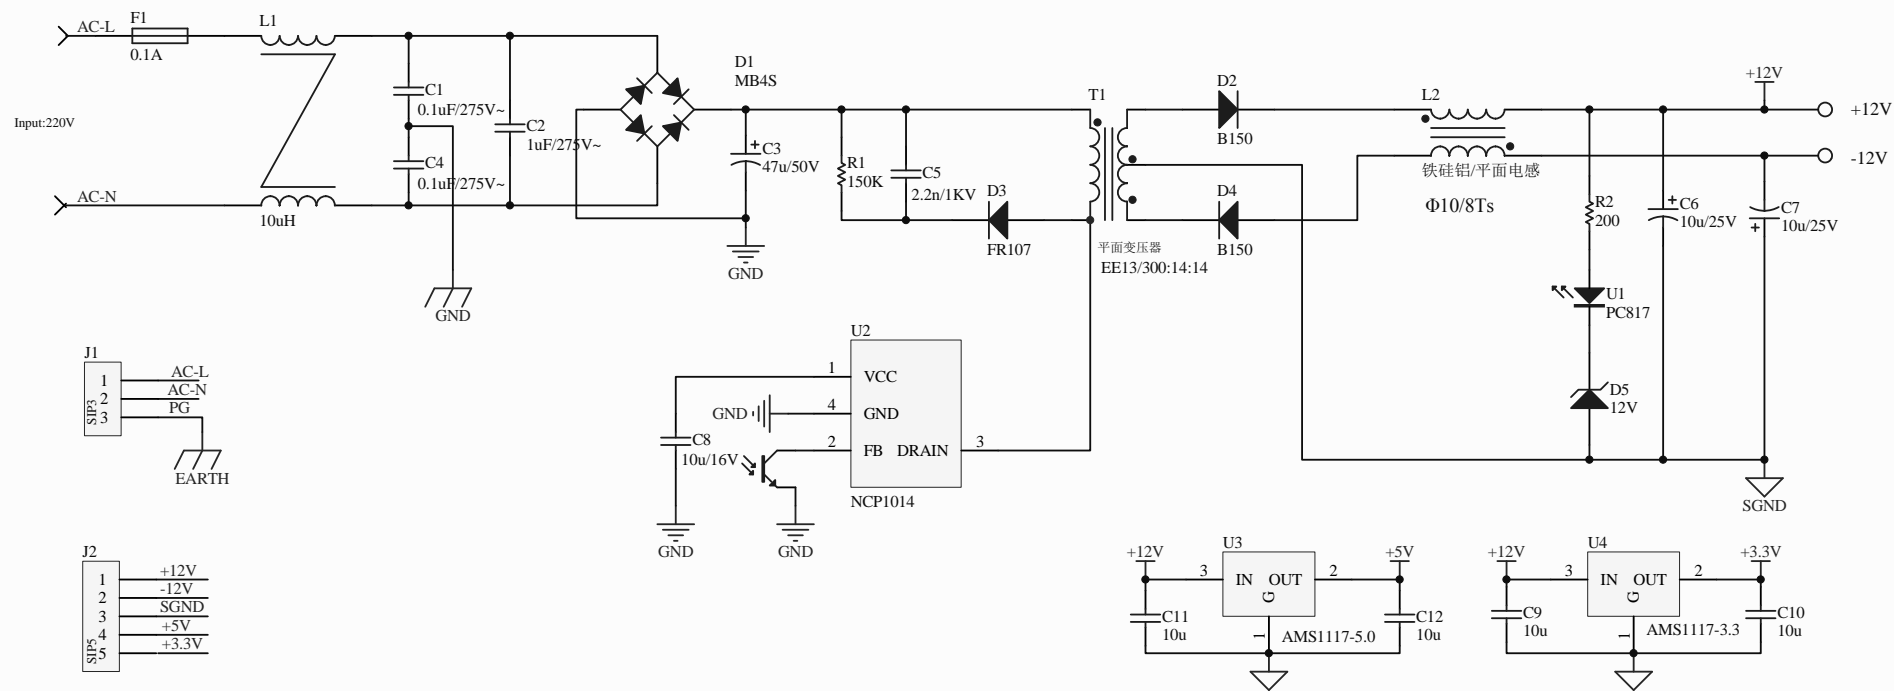 F1
AC-L
0.1A
L1
Input:220V
AC-N
10uH
C1
0.1uF/275V~
C4
0.1uF/275V~
C2
1uF/275V~
GND
D1
MB4S
C3
47u/50V
GND
R1
150K
C5
2.2n/1KV
D3
FR107
T1
平面变压器
EE13/300:14:14
D2
B150
D4
B150
L2
铁硅铝/平面电感
Φ10/8Ts
+12V
+12V
-12V
R2
200
C6
10u/25V
C7
10u/25V
U1
PC817
D5
12V
SGND
J1
SIP3
1 AC-L
2 AC-N
3 PG
EARTH
U2
1 VCC
GND 4 GND
2 FB DRAIN 3
NCP1014
C8
10u/16V
GND
GND
J2
SIP5
1 +12V
2 -12V
3 SGND
4 +5V
5 +3.3V
U3
+12V +5V
3 IN OUT 2
G
1
C11
10u
AMS1117-5.0
C12
10u
U4
+12V +3.3V
3 IN OUT 2
G
1
C9
10u
AMS1117-3.3
C10
10u